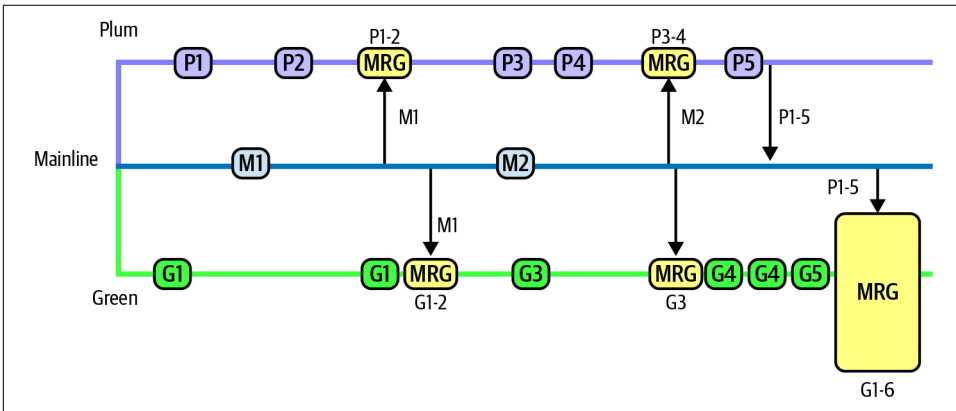 Plum
P1-2
P3-4
P1
P2
MRG
P3
P4
MRG
P5
M1
M2
P1-5
Mainline
M1
M2
P1-5
M1
G1
G1
MRG
G3
MRG
G4
G4
G5
MRG
Green
G1-2
G3
G1-6